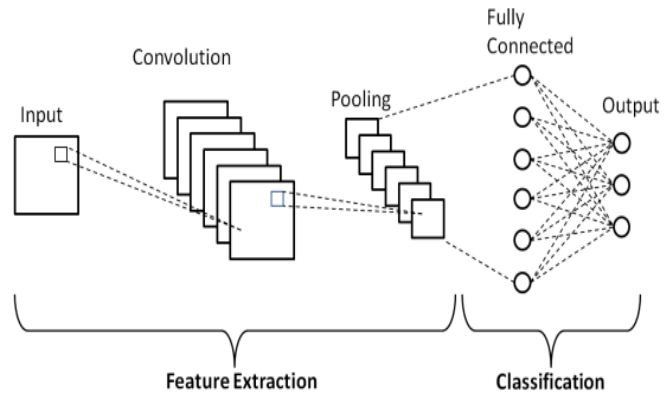 Fully
Connected
Convolution
Pooling
Input
Output
Feature Extraction
Classification